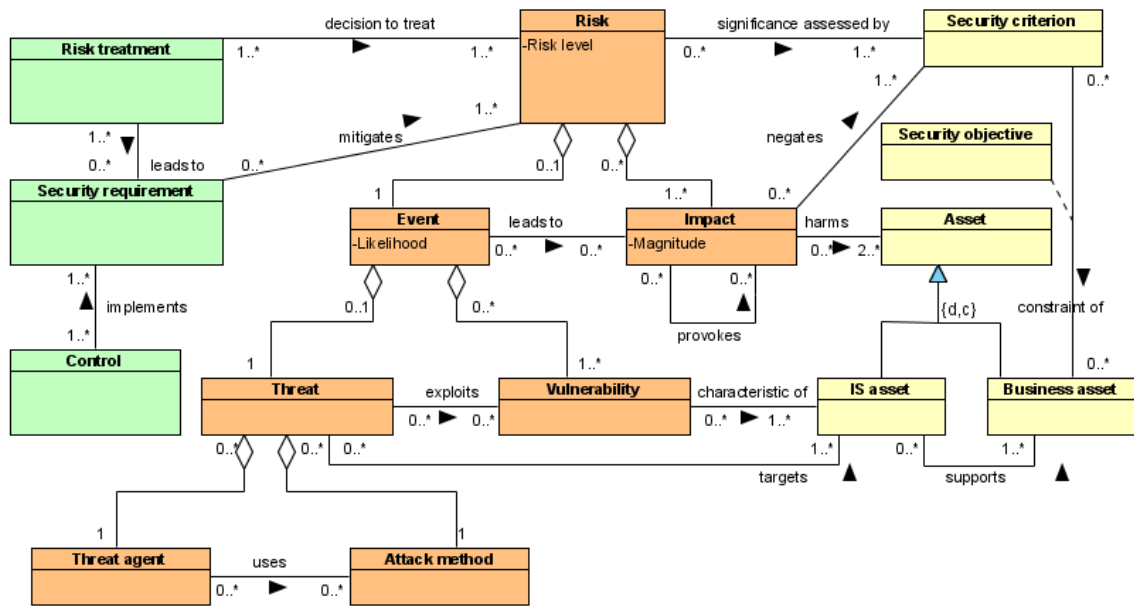 decision to treat
Risk
significance assessed by
Security criterion
Risk treatment
1..*
1..*
-Risk level
0..*
1..*
1..*
0..*
1..*
1..*
mitigates
negates
Security objective
0..*
leads to
0..*
0..1
0..*
Security requirement
1
1..*
0..*
Event
leads to
Impact
harms
Asset
-Likelihood
0..*
0..*
-Magnitude
0..*
2..*
1..*
0..*
0..*
implements
0..1
0..*
{d,c}
constraint of
provokes
1..*
Control
1
1..*
0..*
Threat
exploits
Vulnerability
characteristic of
IS asset
Business asset
0..*
0..*
0..*
1..*
0..*
0..*
0..*
1..*
0..*
1..*
targets
supports
1
1
Threat agent
uses
Attack method
0..*
0..*